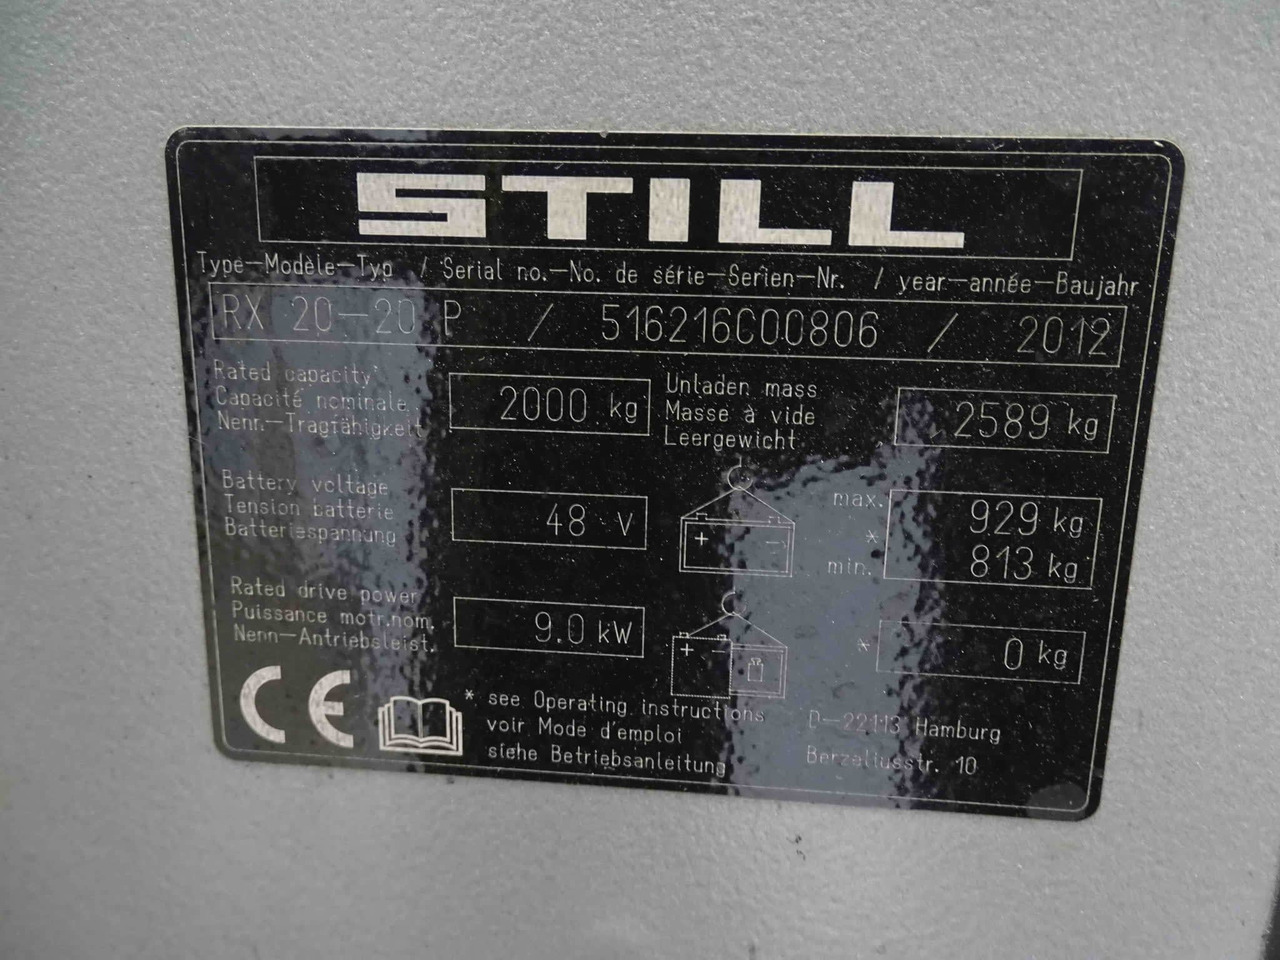 STILL
Type-Modèle-Typ / Serial no.-No. de série-Serien-Nr. / year-année-Baujahr
RX 20-20 P / 516216C00806 / 2012
Rated capacity
Capacité nominale
Nenn-Tragfähigkeit
2000 kg
Unladen mass
Masse à vide
Leergewicht
2589 kg
Battery voltage
Tension batterie
Batteriespannung
48 V
max. 929 kg
*
min. 813 kg
Rated drive power
Puissance motr.nom.
Nenn-Antriebsleist.
9.0 kW
* 0 kg
CE
* see Operating instructions
voir Mode d'emploi
siehe Betriebsanleitung
D-22113 Hamburg
Berzeliusstr. 10